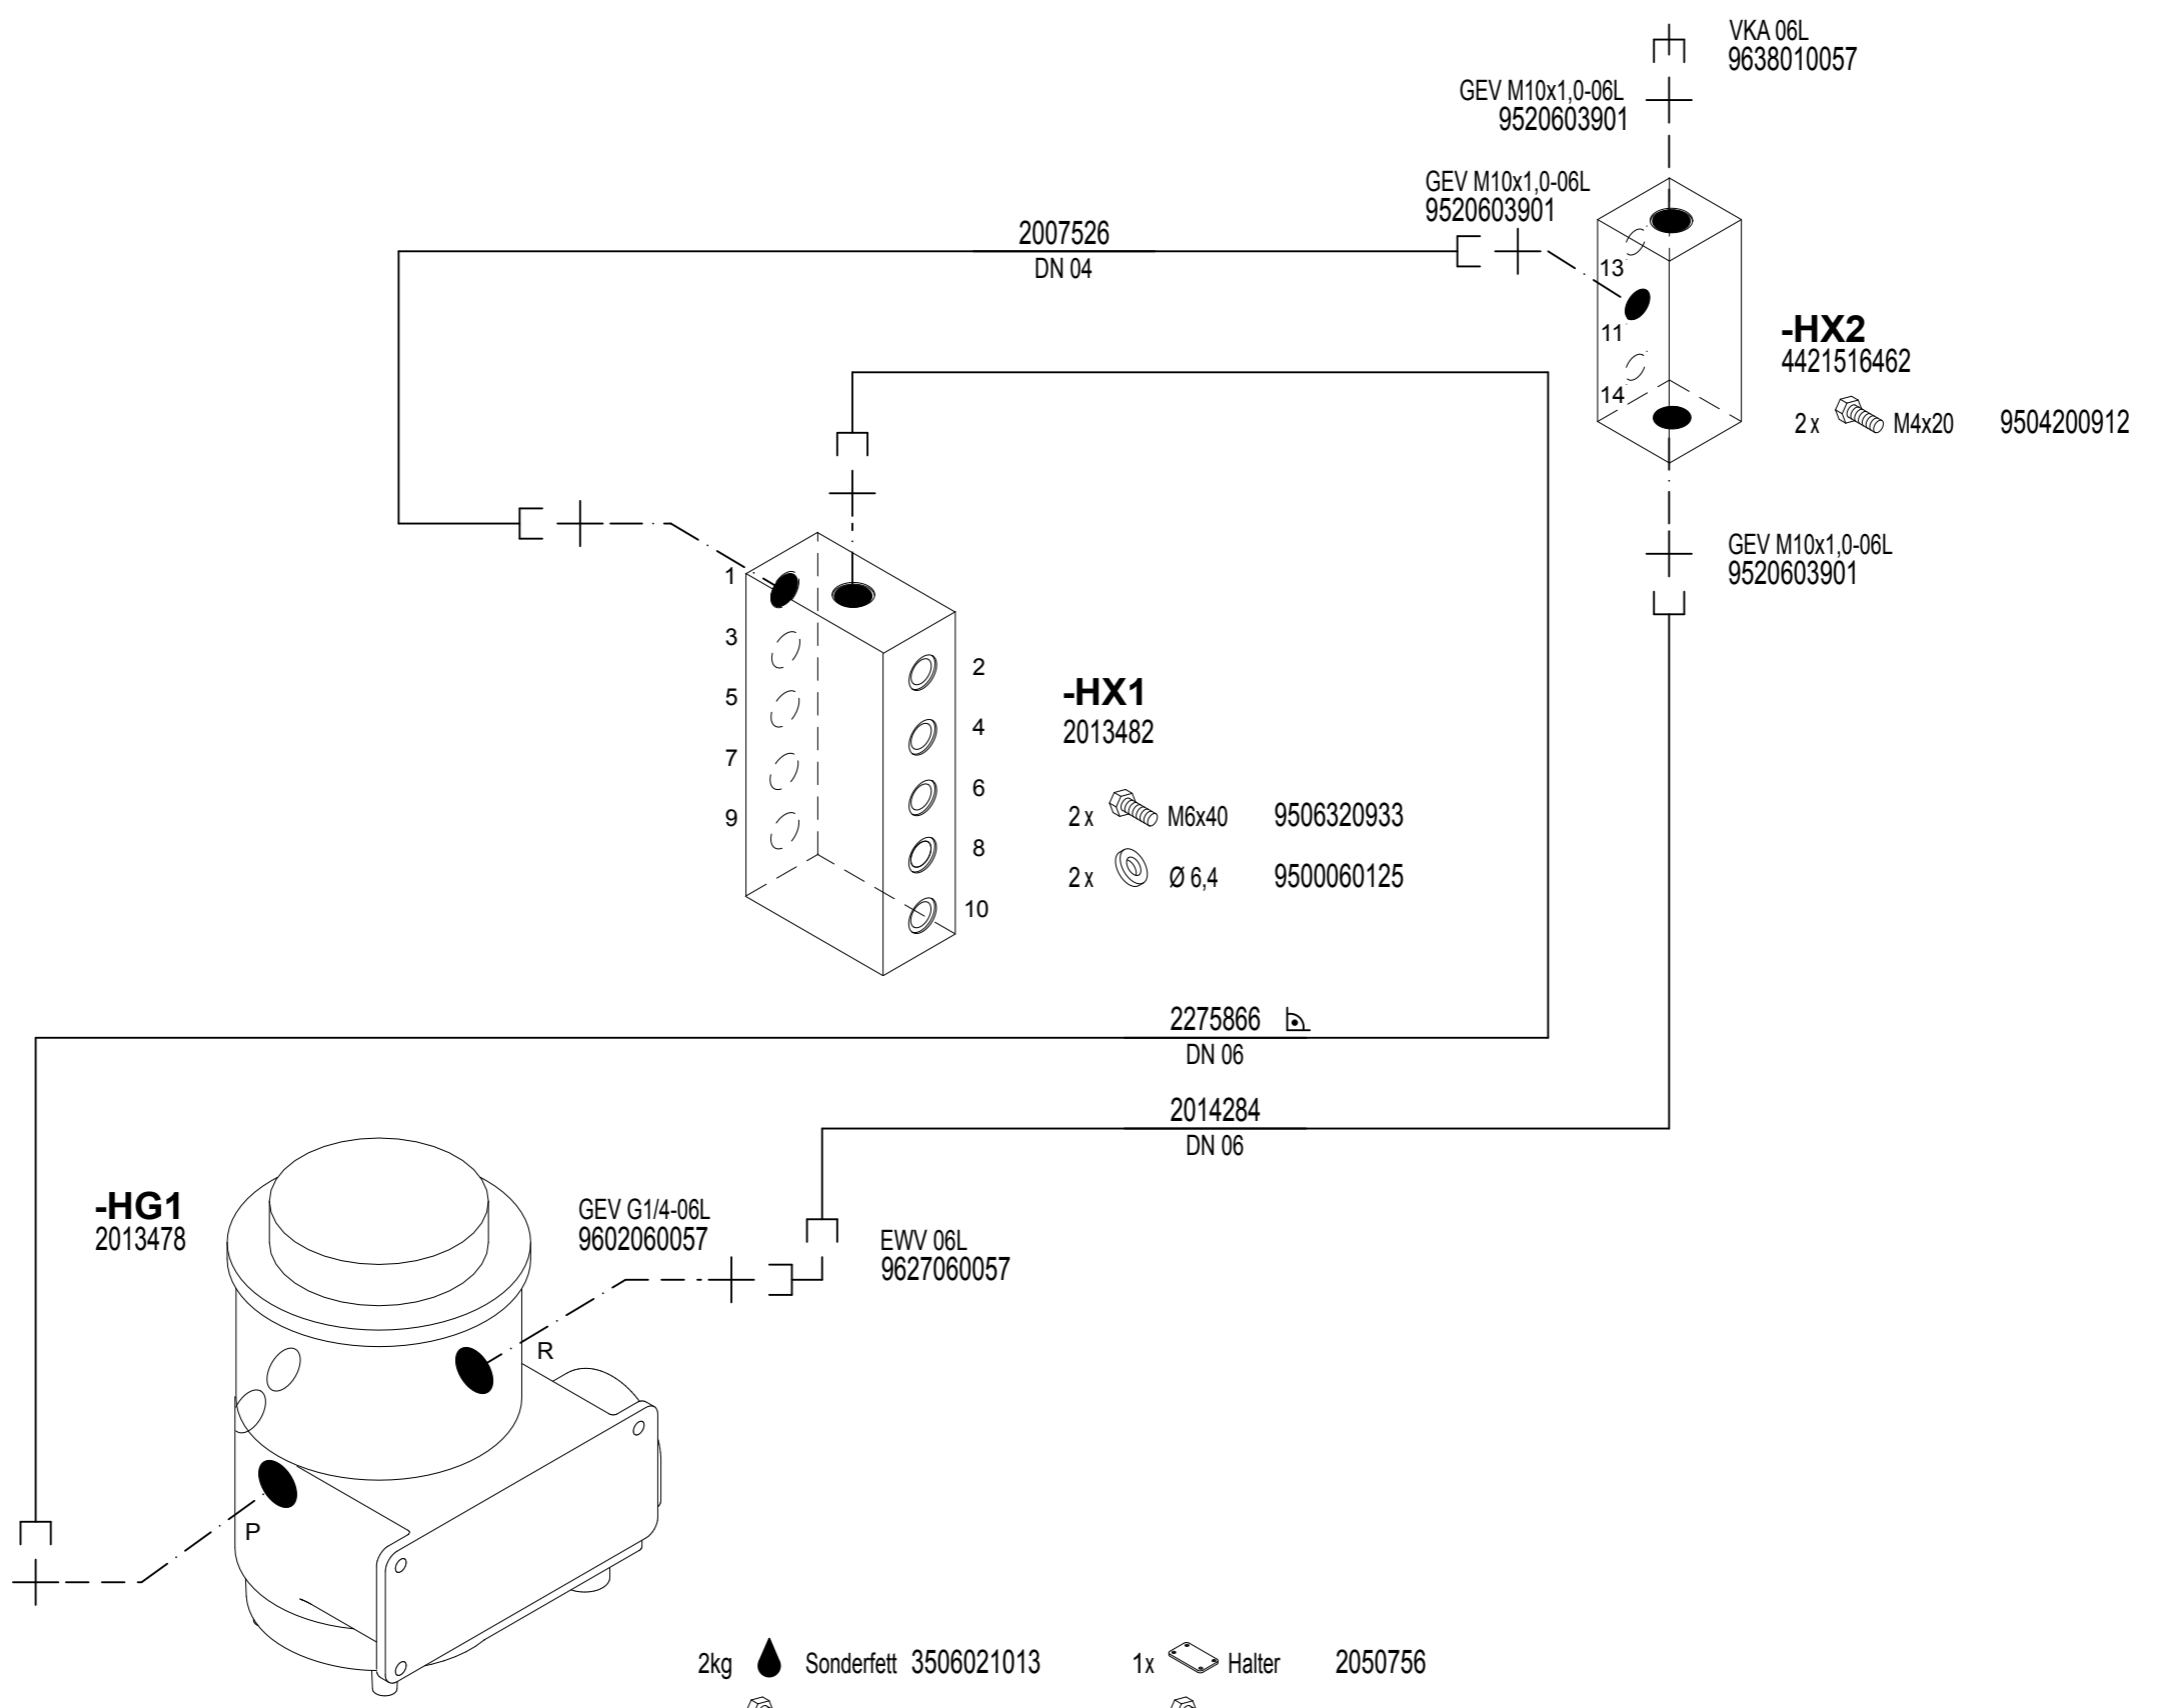 VKA 06L
9638010057
GEV M10x1,0-06L
9520603901
GEV M10x1,0-06L
9520603901
2007526
DN 04
13
11
14
-HX2
4421516462
2 x M4x20 9504200912
GEV M10x1,0-06L
9520603901
1
3
5
7
9
2
4
6
8
10
-HX1
2013482
2 x M6x40 9506320933
2 x Ø 6,4 9500060125
2275866
DN 06
2014284
DN 06
-HG1
2013478
GEV G1/4-06L
9602060057
EWV 06L
9627060057
R
P
2kg Sonderfett 3506021013
1x Halter 2050756